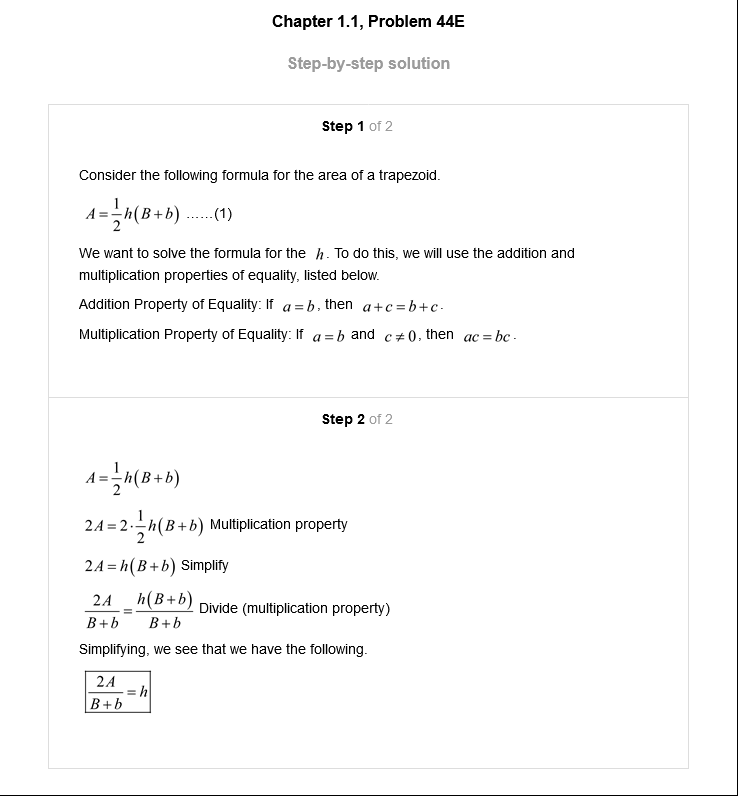 Chapter 1.1, Problem 44E
Step-by-step solution
Step 1 of 2
Consider the following formula for the area of a trapezoid.
A = \frac{1}{2}h(B+b) ......(1)
We want to solve the formula for the h. To do this, we will use the addition and
multiplication properties of equality, listed below.
Addition Property of Equality: If a = b, then a + c = b + c.
Multiplication Property of Equality: If a = b and c ≠ 0, then ac = bc.
Step 2 of 2
A = \frac{1}{2}h(B+b)
2A = 2·\frac{1}{2}h(B+b) Multiplication property
2A = h(B+b) Simplify
\frac{2A}{B+b} = \frac{h(B+b)}{B+b} Divide (multiplication property)
Simplifying, we see that we have the following.
\frac{2A}{B+b} = h